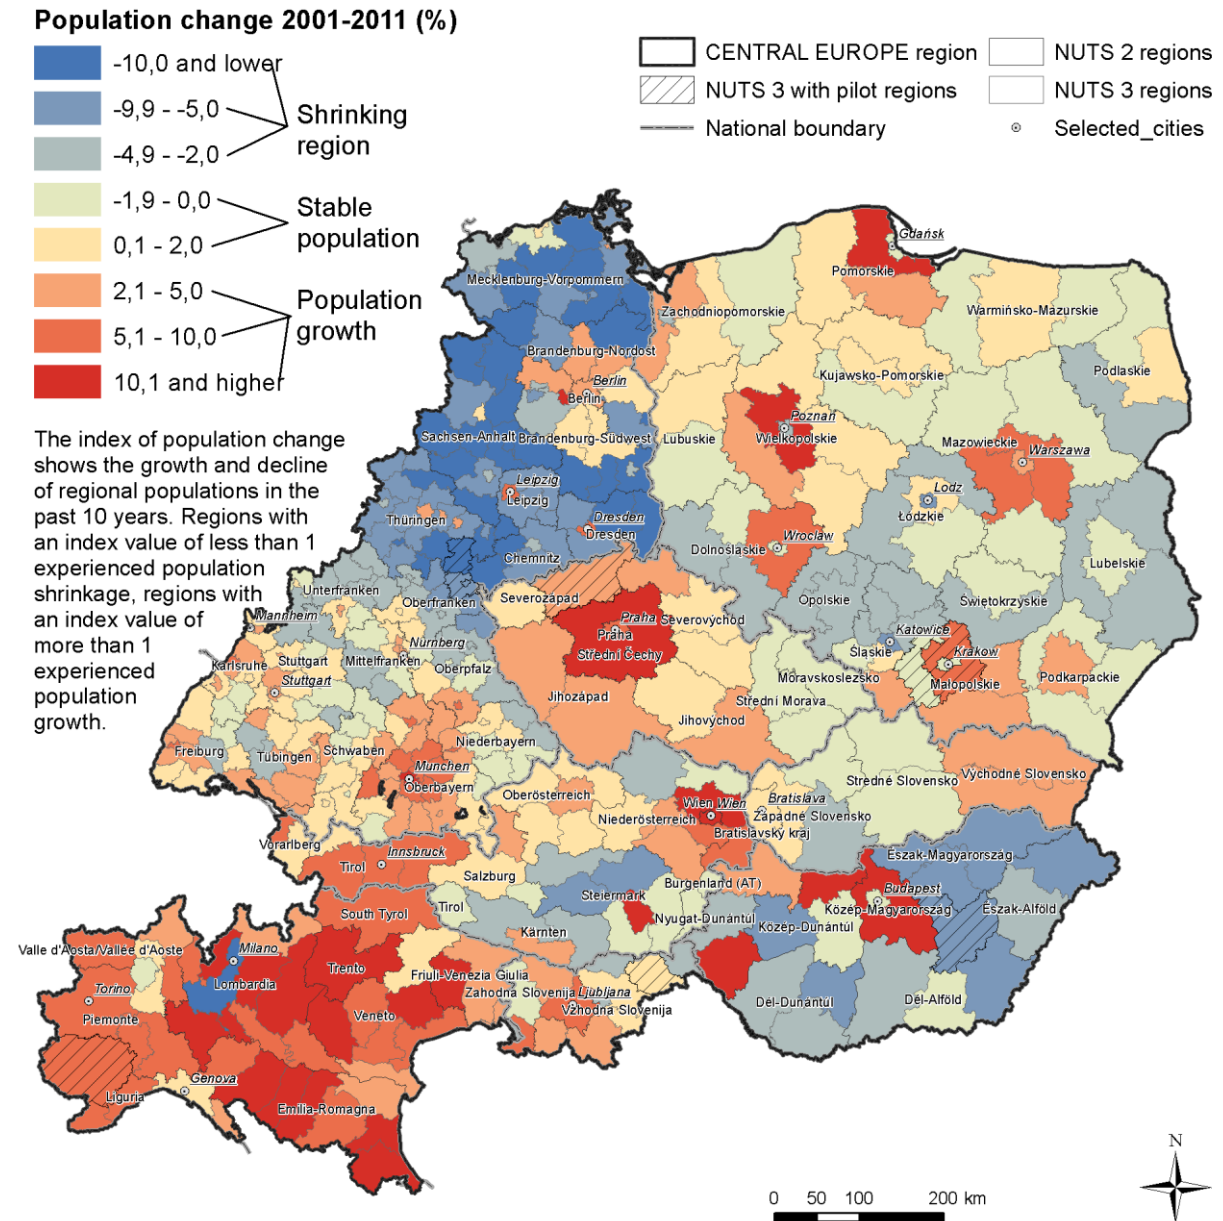 Population change 2001-2011 (%)
-10,0 and lower
-9,9 - -5,0
-4,9 - -2,0
-1,9 - 0,0
0,1 - 2,0
2,1 - 5,0
5,1 - 10,0
10,1 and higher
Shrinking
region
Stable
population
Population
growth
CENTRAL EUROPE region
NUTS 3 with pilot regions
National boundary
NUTS 2 regions
NUTS 3 regions
Selected_cities
The index of population change
shows the growth and decline
of regional populations in the
past 10 years. Regions with
an index value of less than 1
experienced population
shrinkage, regions with
an index value of
more than 1
experienced
population
growth.
Gdańsk
Pomorskie
Mecklenburg-Vorpommern
Zachodniopomorskie
Warmińsko-Mazurskie
Brandenburg-Nordost
Podlaskie
Kujawsko-Pomorskie
Berlin
Berlin
Poznań
Wielkopolskie
Sachsen-Anhalt
Brandenburg-Südwest
Lubuskie
Mazowieckie
Warszawa
Leipzig
Leipzig
Lodz
Łódzkie
Thüringen
Dresden
Dresden
Wroclaw
Dolnośląskie
Chemnitz
Lubelskie
Unterfranken
Severozápad
Oberfranken
Opolskie
Świętokrzyskie
Mannheim
Praha
Praha
Severovýchod
Katowice
Nürnberg
Śląskie
Krakow
Střední Čechy
Karlsruhe
Stuttgart
Mittelfranken
Oberpfalz
Moravskoslezsko
Małopolskie
Podkarpackie
Stuttgart
Jihozápad
Střední Morava
Jihovýchod
Freiburg
Tübingen
Schwaben
Niederbayern
München
Oberbayern
Stredné Slovensko
Východné Slovensko
Oberösterreich
Wien
Wien
Bratislava
Niederösterreich
Západné Slovensko
Bratislavský kraj
Vorarlberg
Innsbruck
Tirol
Salzburg
Észak-Magyarország
Burgenland (AT)
Steiermark
Budapest
Tirol
South Tyrol
Nyugat-Dunántúl
Közép-Magyarország
Észak-Alföld
Közép-Dunántúl
Kärnten
Valle d'Aosta/Vallée d'Aoste
Milano
Trento
Friuli-Venezia Giulia
Lombardia
Zahodna Slovenija
Ljubljana
Torino
Vzhodna Slovenija
Dél-Dunántúl
Dél-Alföld
Piemonte
Veneto
Genova
Liguria
Emilia-Romagna
N
0 50 100 200 km